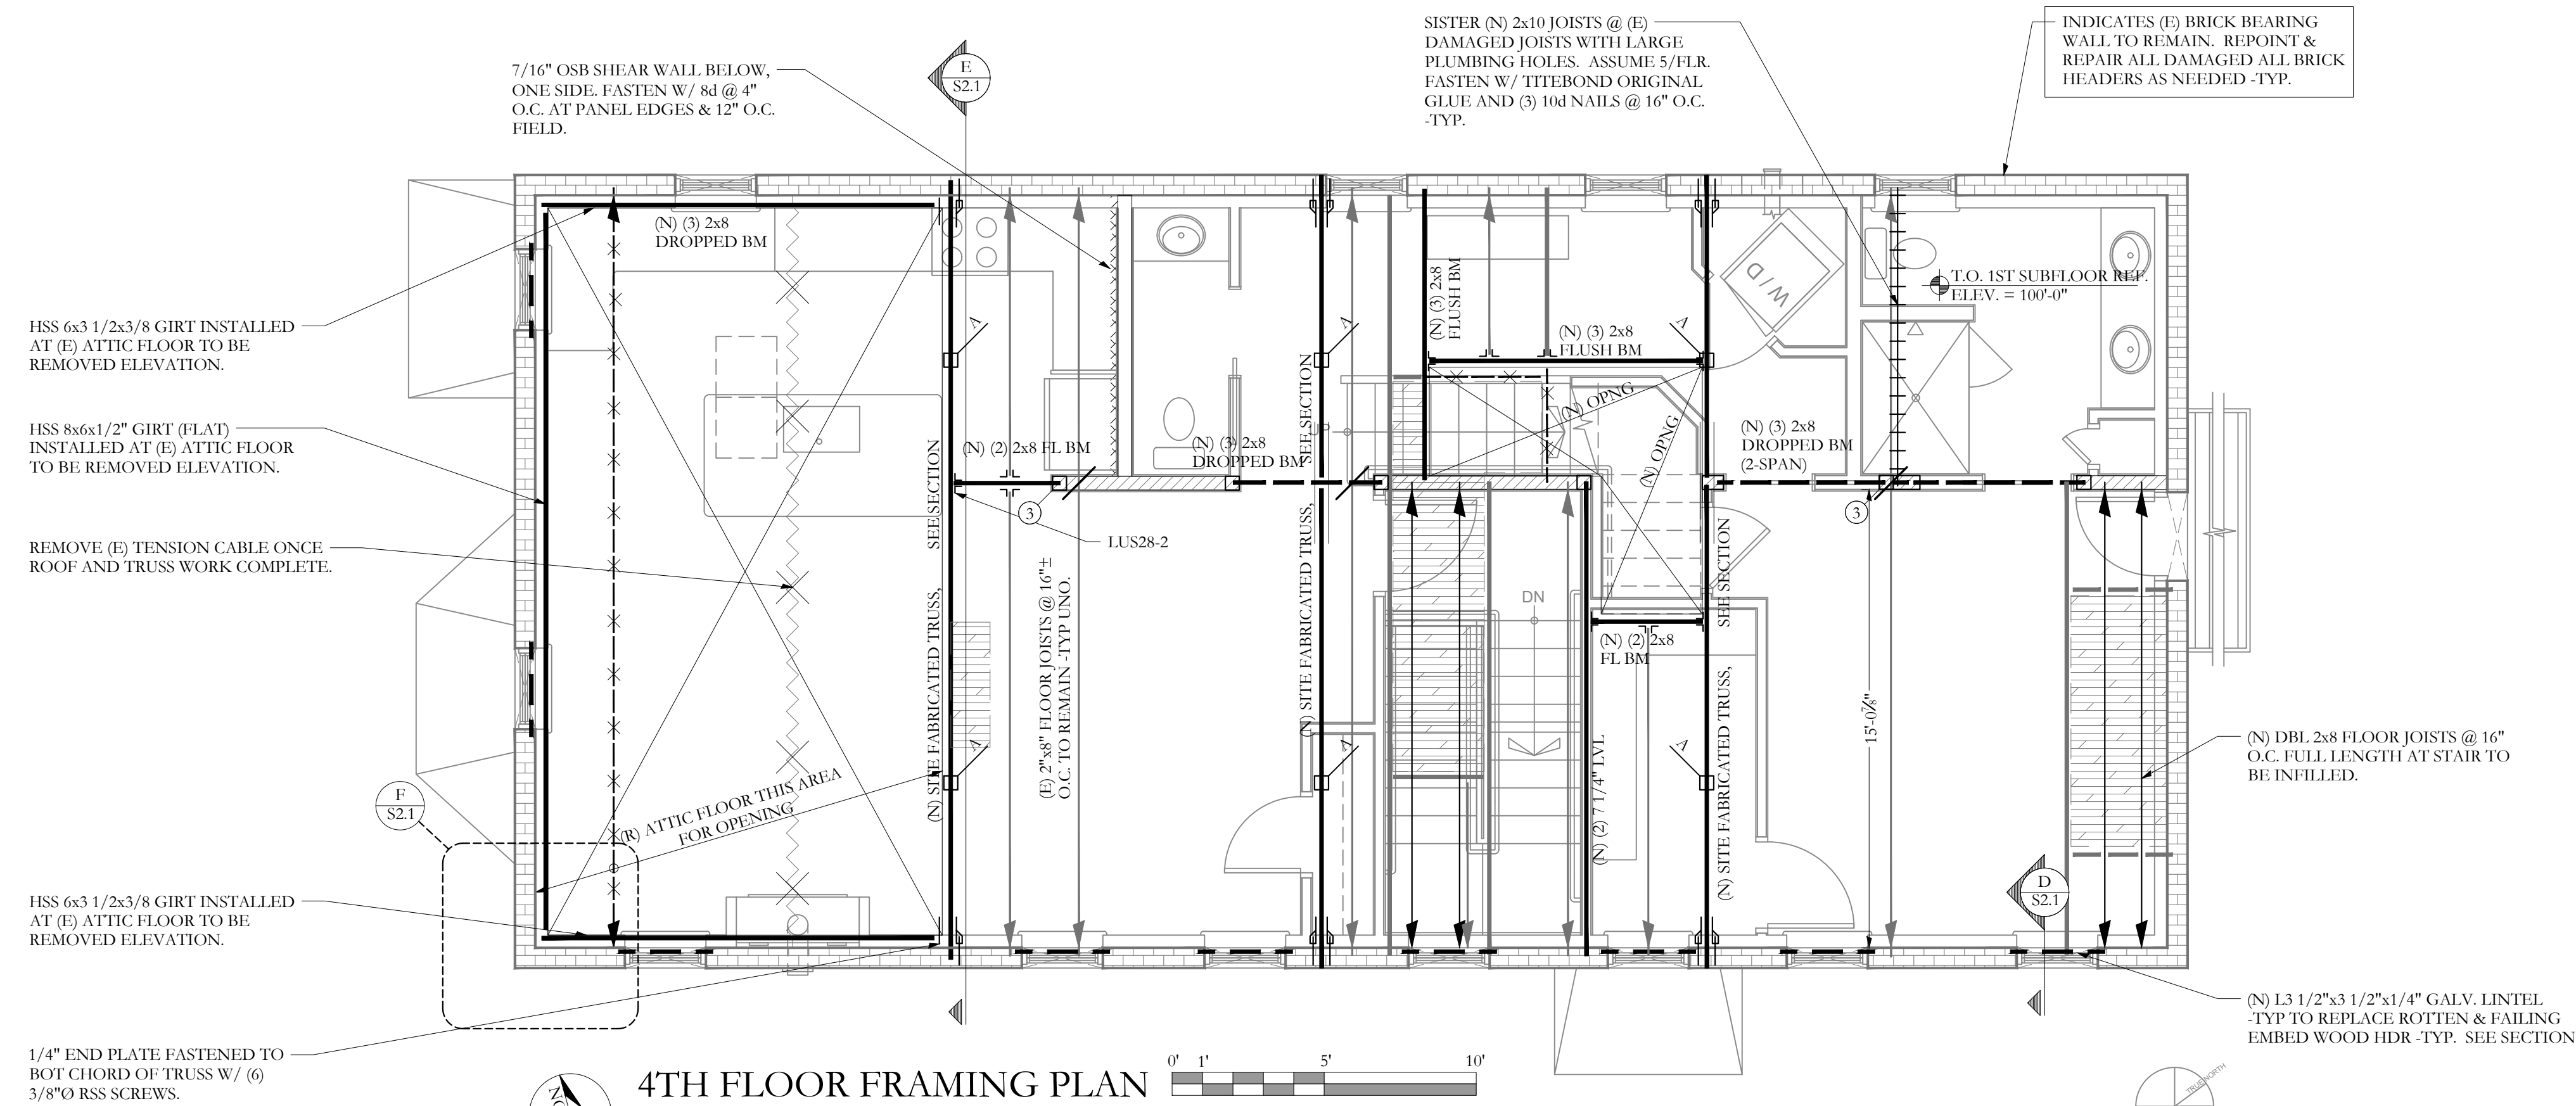 SISTER (N) 2x10 JOISTS @ (E)
DAMAGED JOISTS WITH LARGE
PLUMBING HOLES.  ASSUME 5/FLR.
FASTEN W/ TITEBOND ORIGINAL
GLUE AND (3) 10d NAILS @ 16" O.C.
-TYP.
INDICATES (E) BRICK BEARING
WALL TO REMAIN.  REPOINT &
REPAIR ALL DAMAGED ALL BRICK
HEADERS AS NEEDED -TYP.
7/16" OSB SHEAR WALL BELOW,
ONE SIDE. FASTEN W/ 8d @ 4"
O.C. AT PANEL EDGES & 12" O.C.
FIELD.
E
S2.1
(N) (3) 2x8
DROPPED BM
HSS 6x3 1/2x3/8 GIRT INSTALLED
AT (E) ATTIC FLOOR TO BE
REMOVED ELEVATION.
HSS 8x6x1/2" GIRT (FLAT)
INSTALLED AT (E) ATTIC FLOOR
TO BE REMOVED ELEVATION.
REMOVE (E) TENSION CABLE ONCE
ROOF AND TRUSS WORK COMPLETE.
HSS 6x3 1/2x3/8 GIRT INSTALLED
AT (E) ATTIC FLOOR TO BE
REMOVED ELEVATION.
1/4" END PLATE FASTENED TO
BOT CHORD OF TRUSS W/ (6)
3/8"Ø RSS SCREWS.
F
S2.1
(R) ATTIC FLOOR THIS AREA
FOR OPENING
(N) SITE FABRICATED TRUSS, SEE SECTION
A
A
(N) (2) 2x8 FL BM
3
LUS28-2
(E) 2"x8" FLOOR JOISTS @ 16"±
O.C. TO REMAIN -TYP UNO.
(N) (3) 2x8
DROPPED BM
(N) SITE FABRICATED TRUSS, SEE SECTION
A
A
(N) (3) 2x8
FLUSH BM
(N) (3) 2x8
FLUSH BM
(N) OPNG
(N) OPNG
UP
DN
(N) (2) 2x8
FL BM
(N) (2) 7 1/4" LVL
A
A
(N) SITE FABRICATED TRUSS, SEE SECTION
W/D
(N) (3) 2x8
DROPPED BM
(2-SPAN)
3
T.O. 1ST SUBFLOOR REF.
ELEV. = 100'-0"
15'-0⅞"
D
S2.1
(N) DBL 2x8 FLOOR JOISTS @ 16"
O.C. FULL LENGTH AT STAIR TO
BE INFILLED.
(N) L3 1/2"x3 1/2"x1/4" GALV. LINTEL
-TYP TO REPLACE ROTTEN & FAILING
EMBED WOOD HDR -TYP.  SEE SECTION
4TH FLOOR FRAMING PLAN
0' 1' 5' 10'
TRUE NORTH